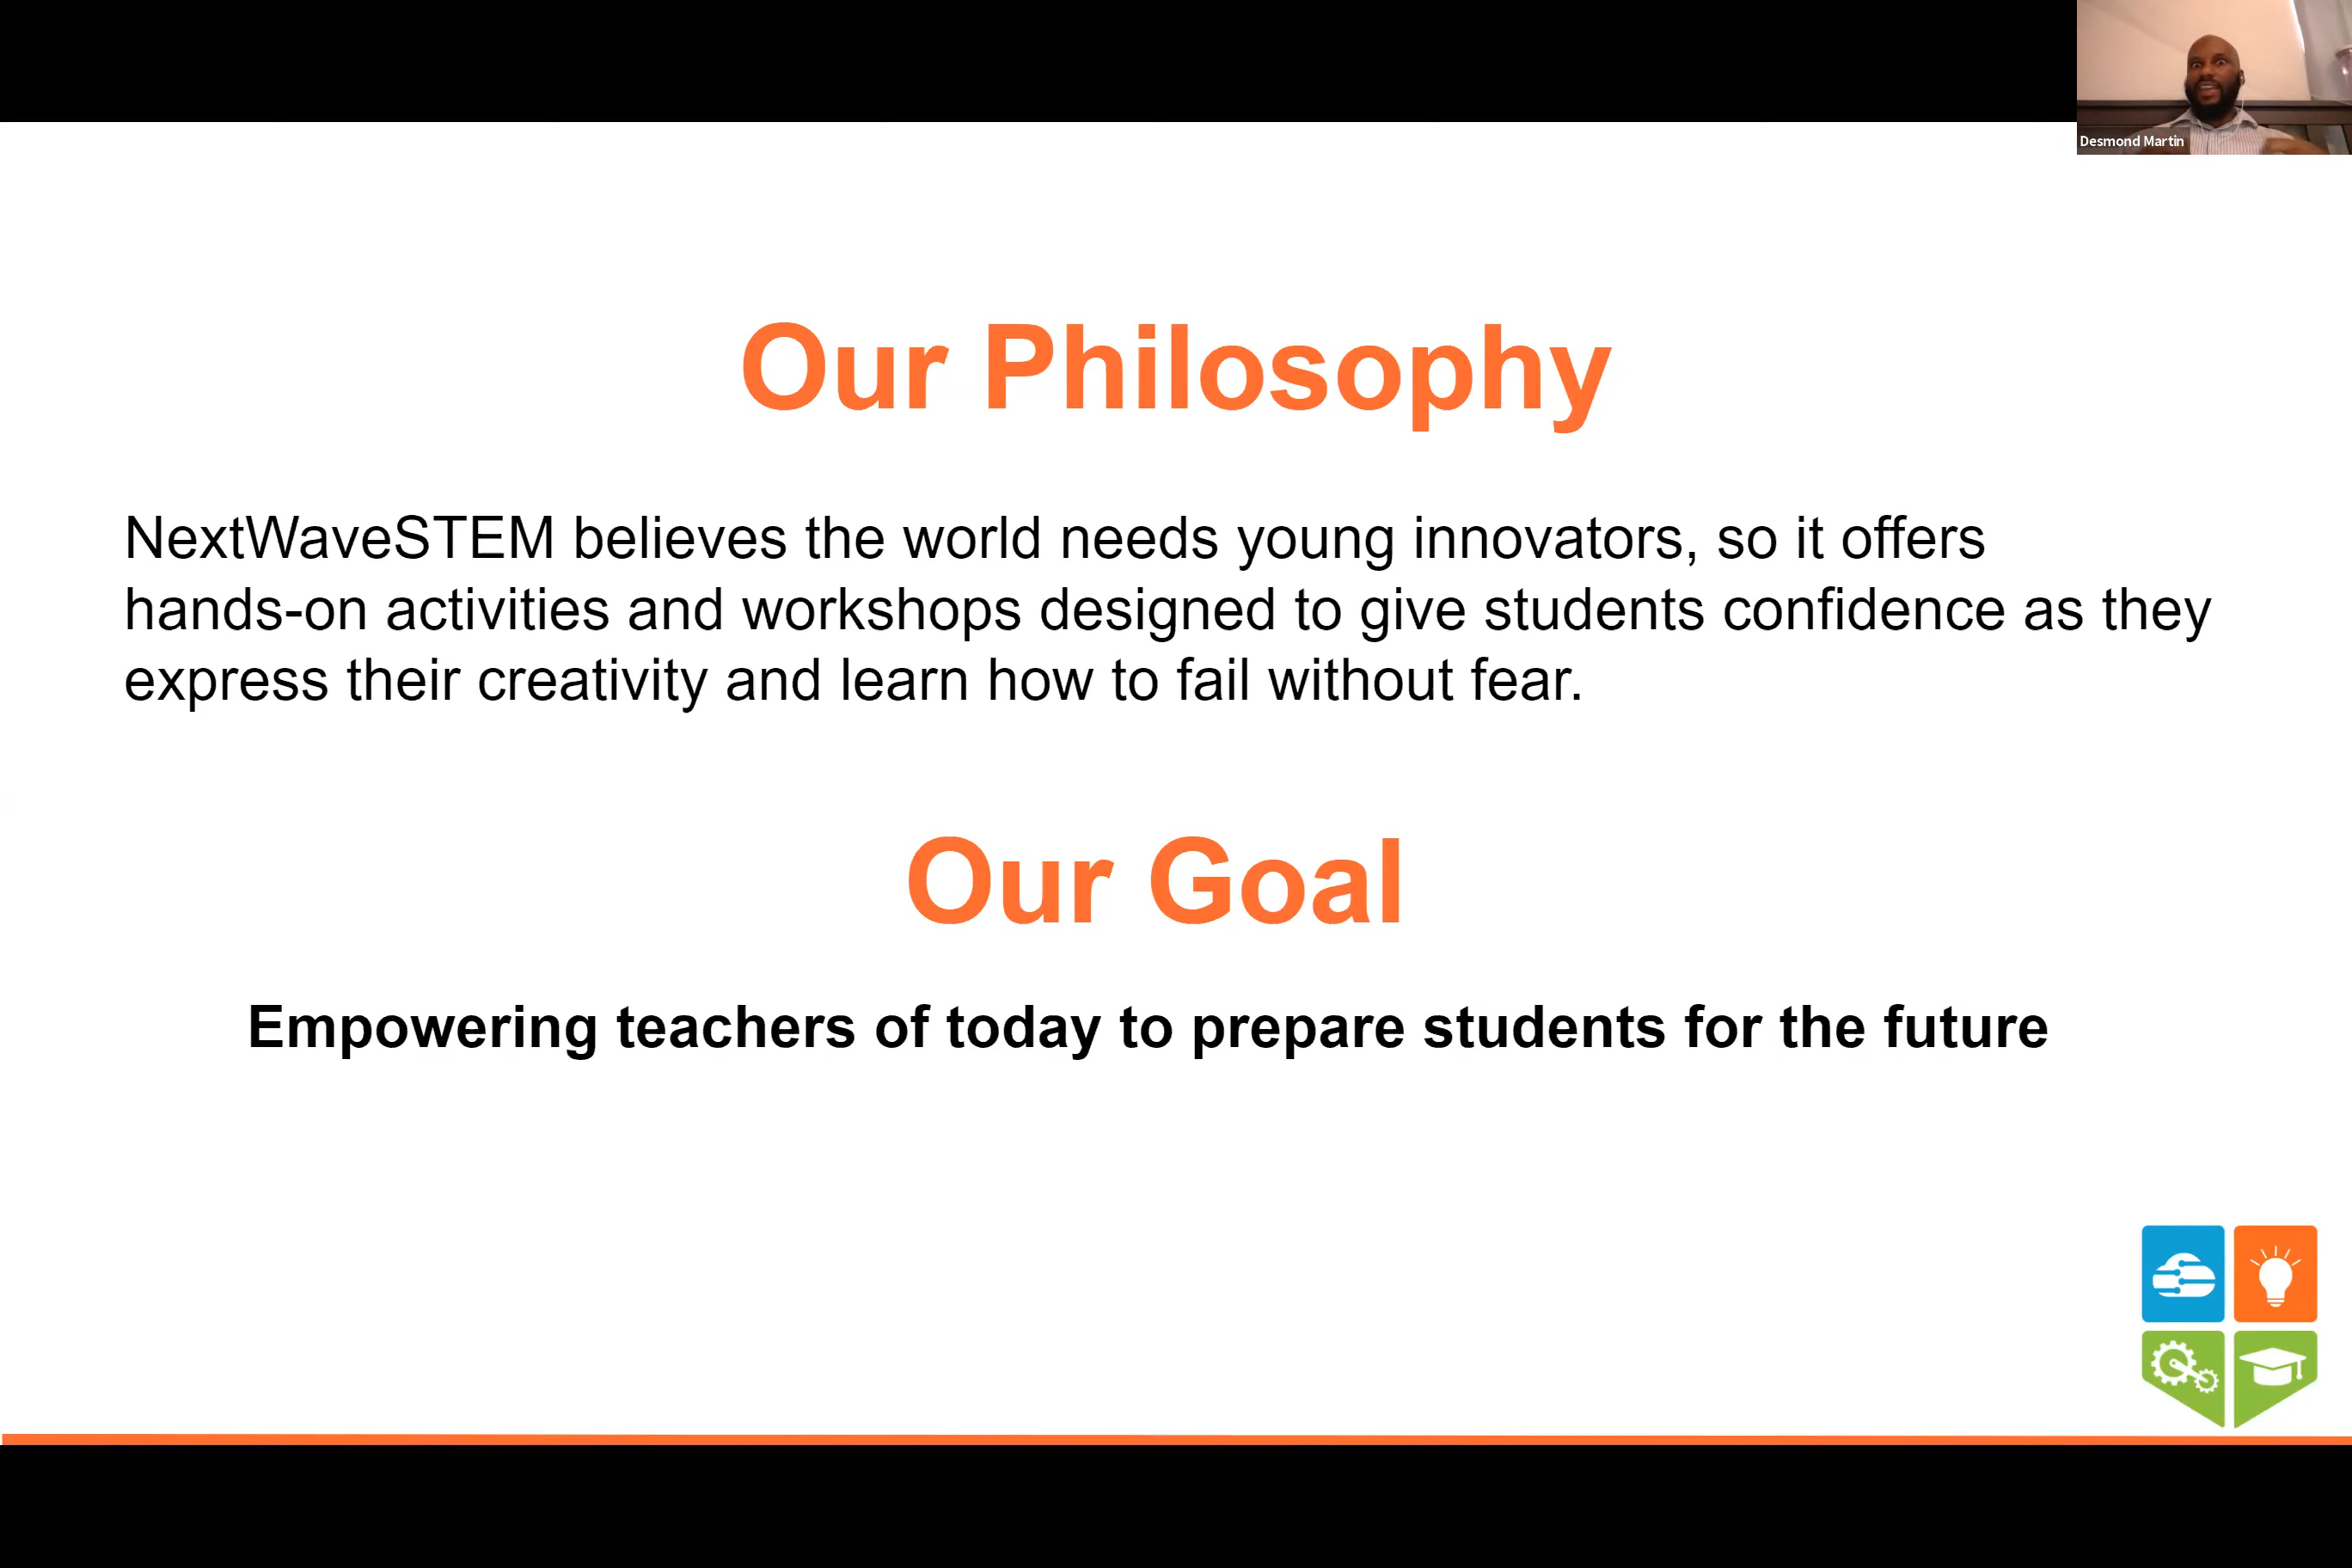 Desmond Martin
Our Philosophy
NextWaveSTEM believes the world needs young innovators, so it offers
hands-on activities and workshops designed to give students confidence as they
express their creativity and learn how to fail without fear.
Our Goal
Empowering teachers of today to prepare students for the future